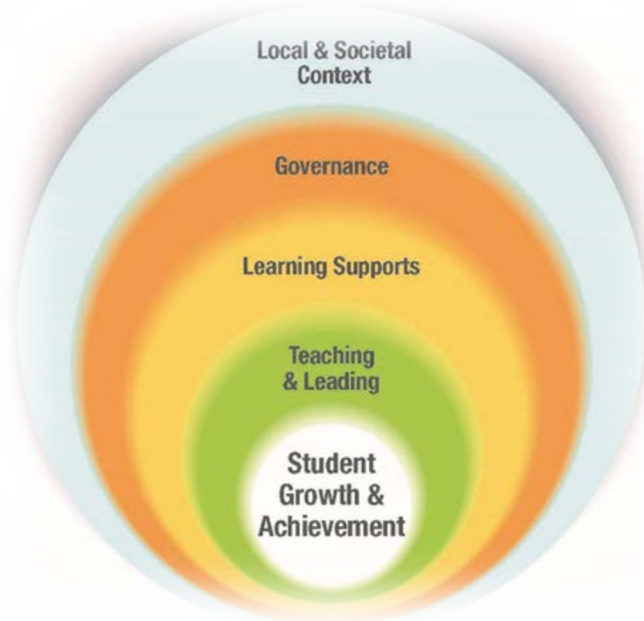 Local & Societal
Context
Governance
Learning Supports
Teaching
& Leading
Student
Growth &
Achievement